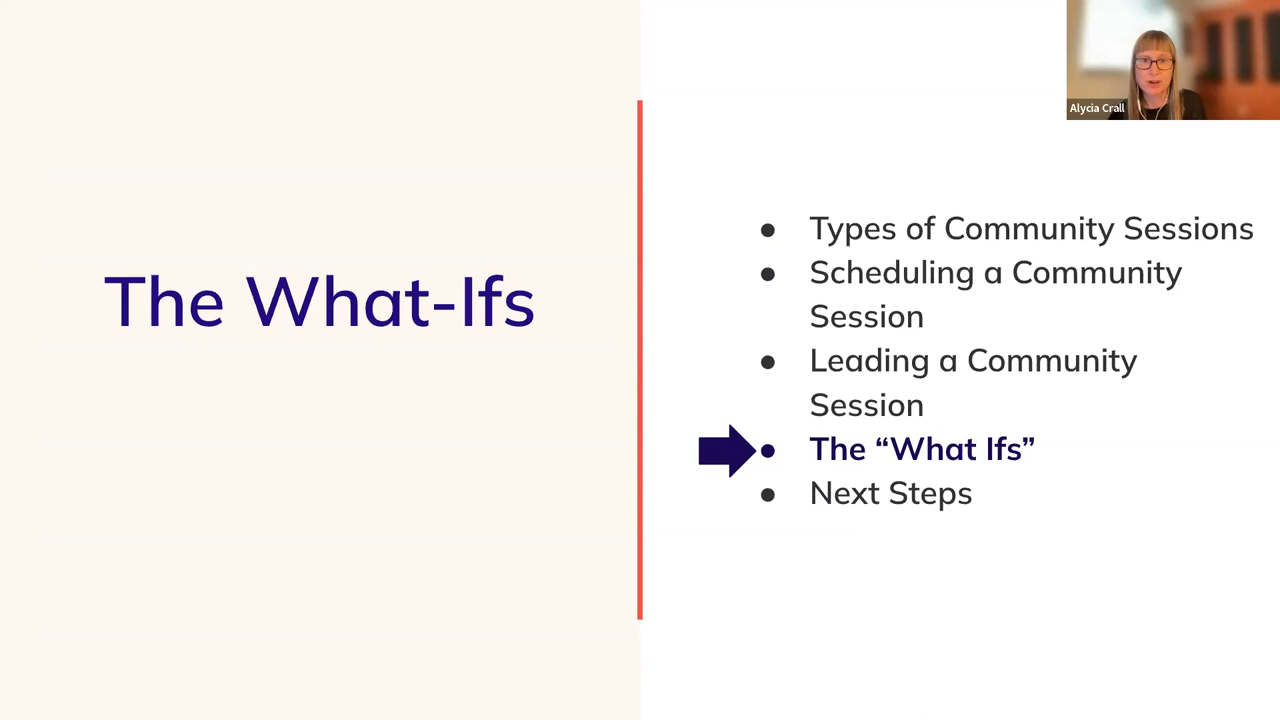 The What-Ifs
Alycia Crall
● Types of Community Sessions
● Scheduling a Community
Session
● Leading a Community
Session
● The “What Ifs”
● Next Steps